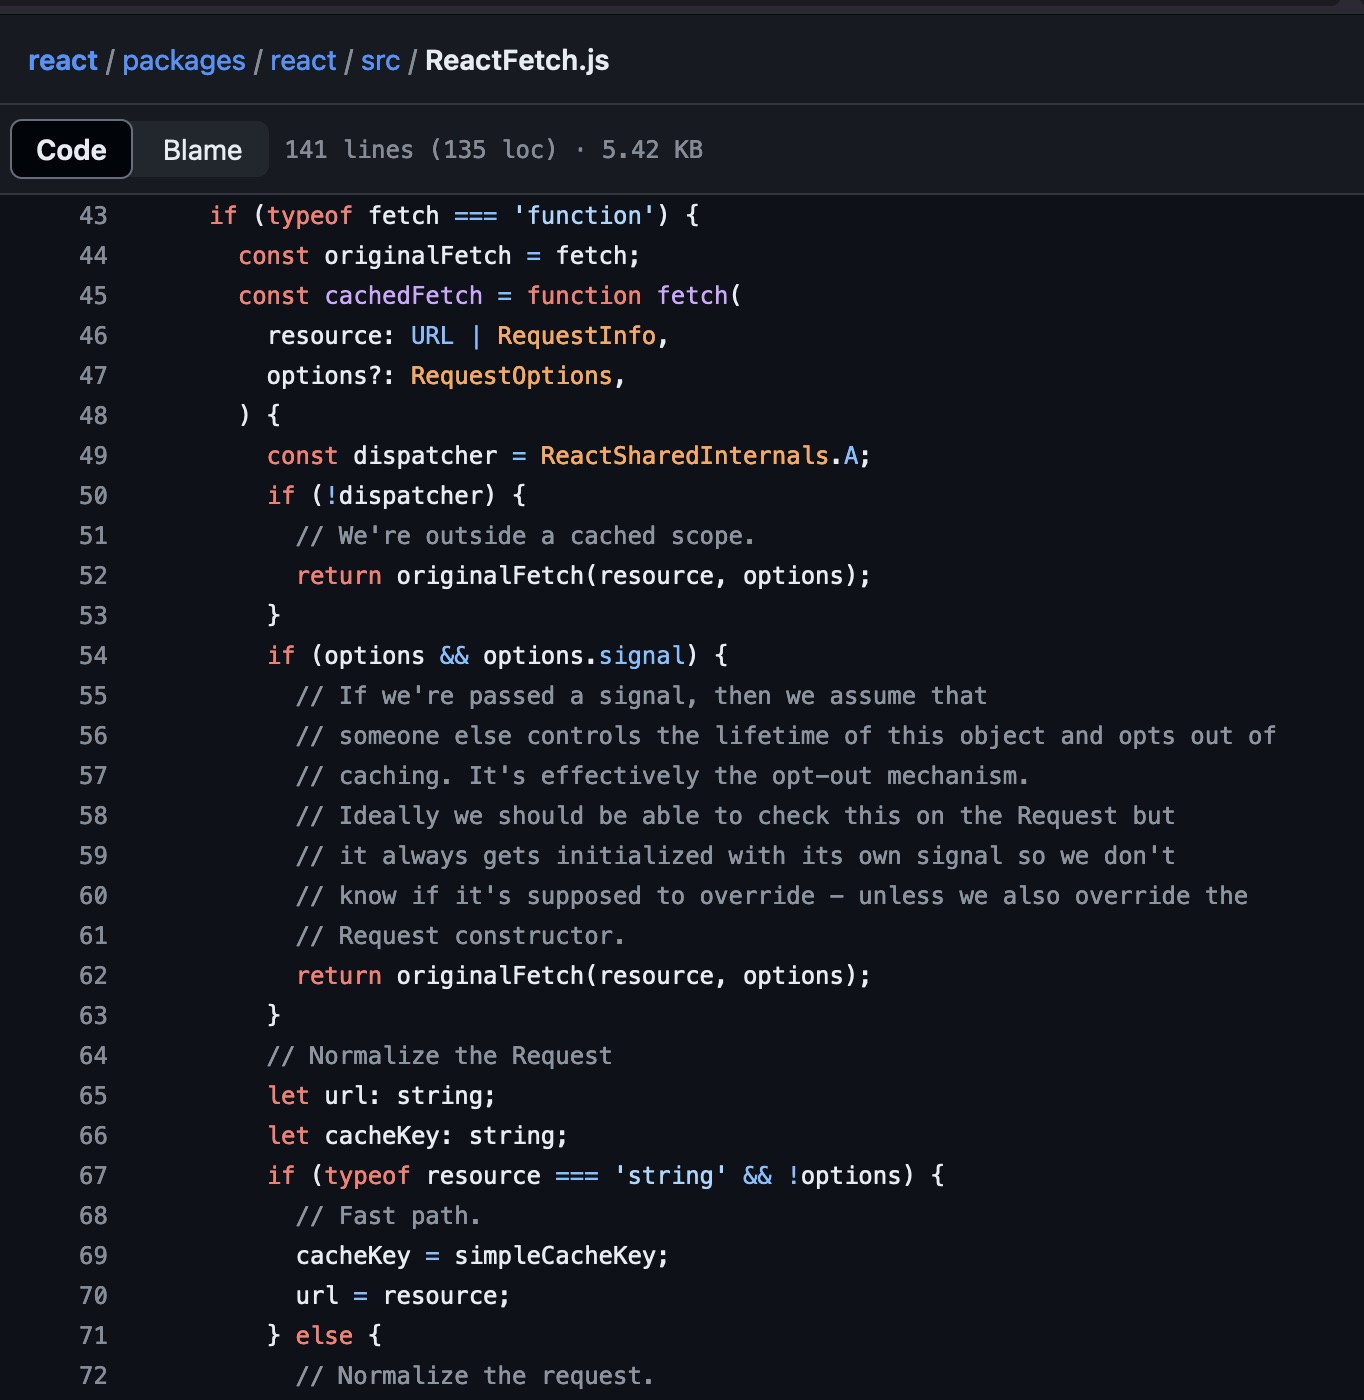 react / packages / react / src / ReactFetch.js
Code Blame 141 lines (135 loc) · 5.42 KB
43 if (typeof fetch === 'function') {
44 const originalFetch = fetch;
45 const cachedFetch = function fetch(
46 resource: URL | RequestInfo,
47 options?: RequestOptions,
48 ) {
49 const dispatcher = ReactSharedInternals.A;
50 if (!dispatcher) {
51 // We're outside a cached scope.
52 return originalFetch(resource, options);
53 }
54 if (options && options.signal) {
55 // If we're passed a signal, then we assume that
56 // someone else controls the lifetime of this object and opts out of
57 // caching. It's effectively the opt-out mechanism.
58 // Ideally we should be able to check this on the Request but
59 // it always gets initialized with its own signal so we don't
60 // know if it's supposed to override - unless we also override the
61 // Request constructor.
62 return originalFetch(resource, options);
63 }
64 // Normalize the Request
65 let url: string;
66 let cacheKey: string;
67 if (typeof resource === 'string' && !options) {
68 // Fast path.
69 cacheKey = simpleCacheKey;
70 url = resource;
71 } else {
72 // Normalize the request.